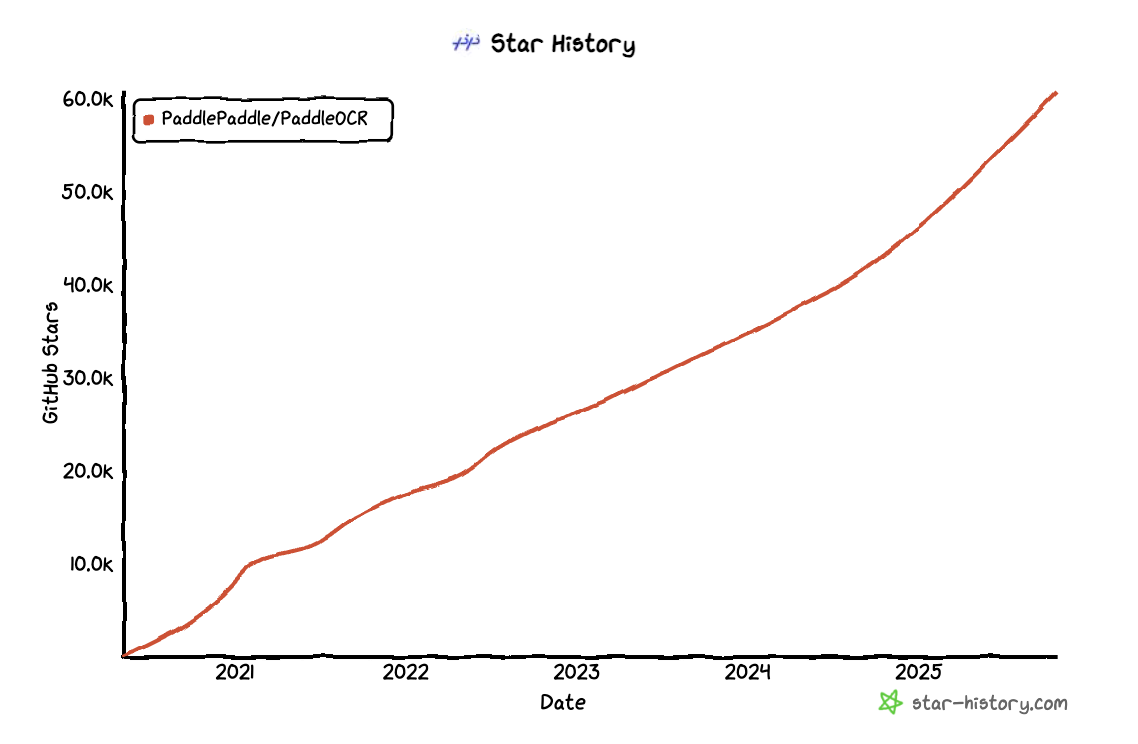 Star History
PaddlePaddle/PaddleOCR
60.0k
50.0k
40.0k
30.0k
20.0k
10.0k
GitHub Stars
2021 2022 2023 2024 2025
Date
star-history.com